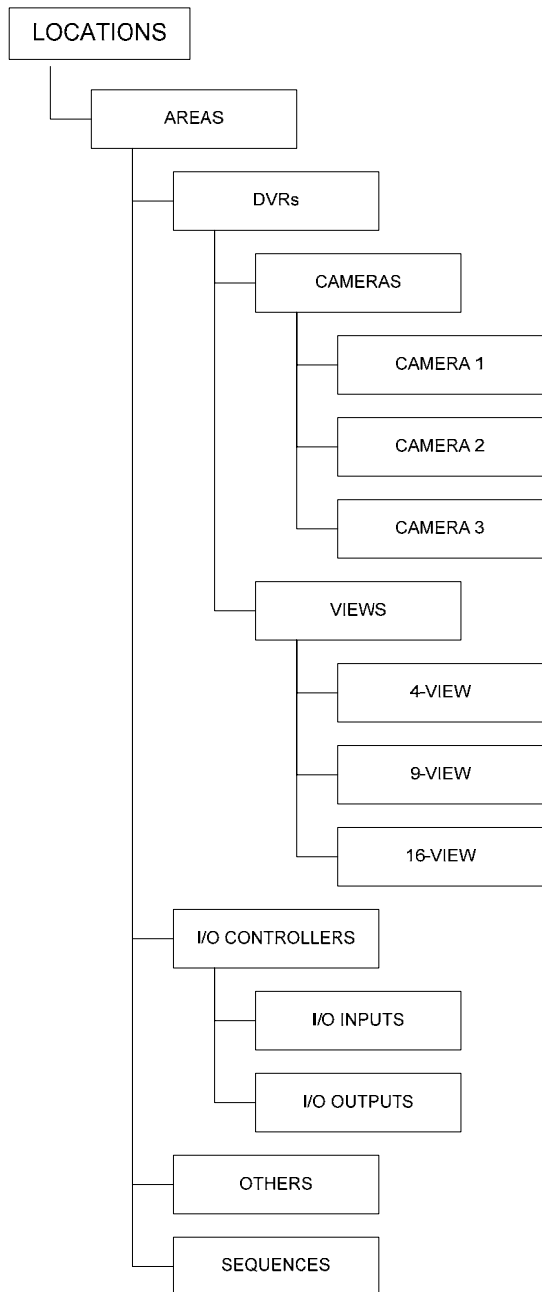 LOCATIONS
AREAS
DVRs
CAMERAS
CAMERA 1
CAMERA 2
CAMERA 3
VIEWS
4-VIEW
9-VIEW
16-VIEW
I/O CONTROLLERS
I/O INPUTS
I/O OUTPUTS
OTHERS
SEQUENCES